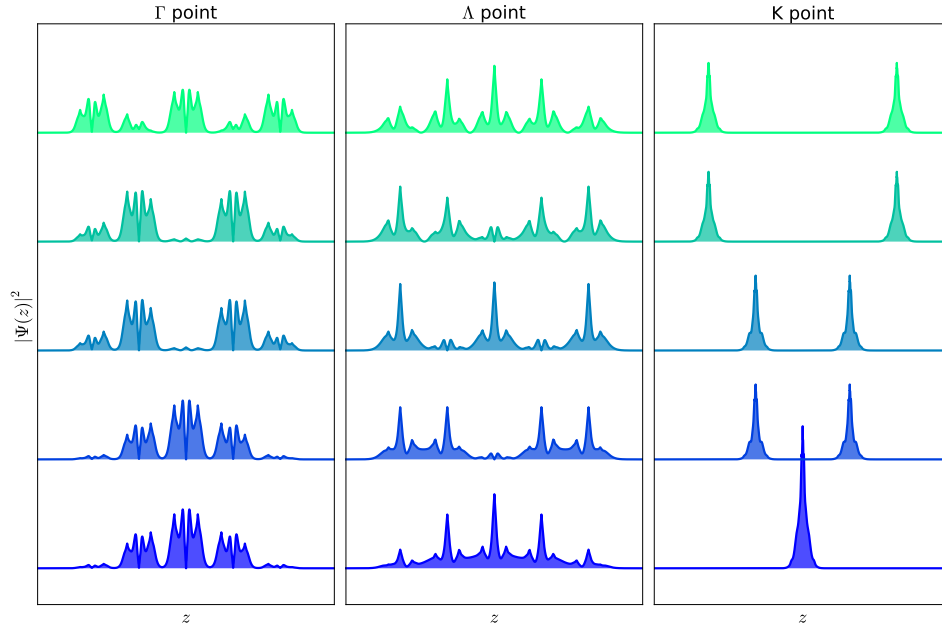 Γ point
Λ point
K point
|Ψ(z)|²
z
z
z